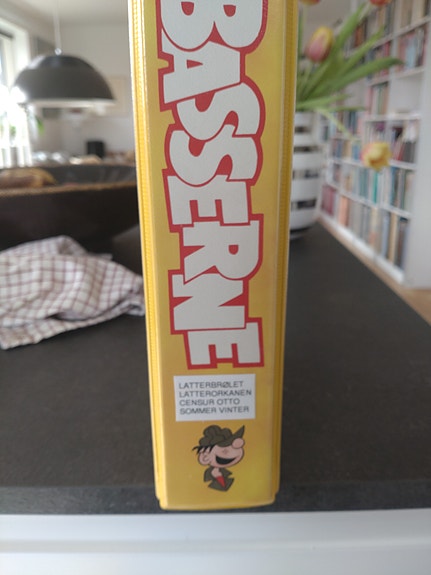 BASSERNE
LATTERBRØLET
LATTERORKANEN
CENSUR OTTO
SOMMER VINTER